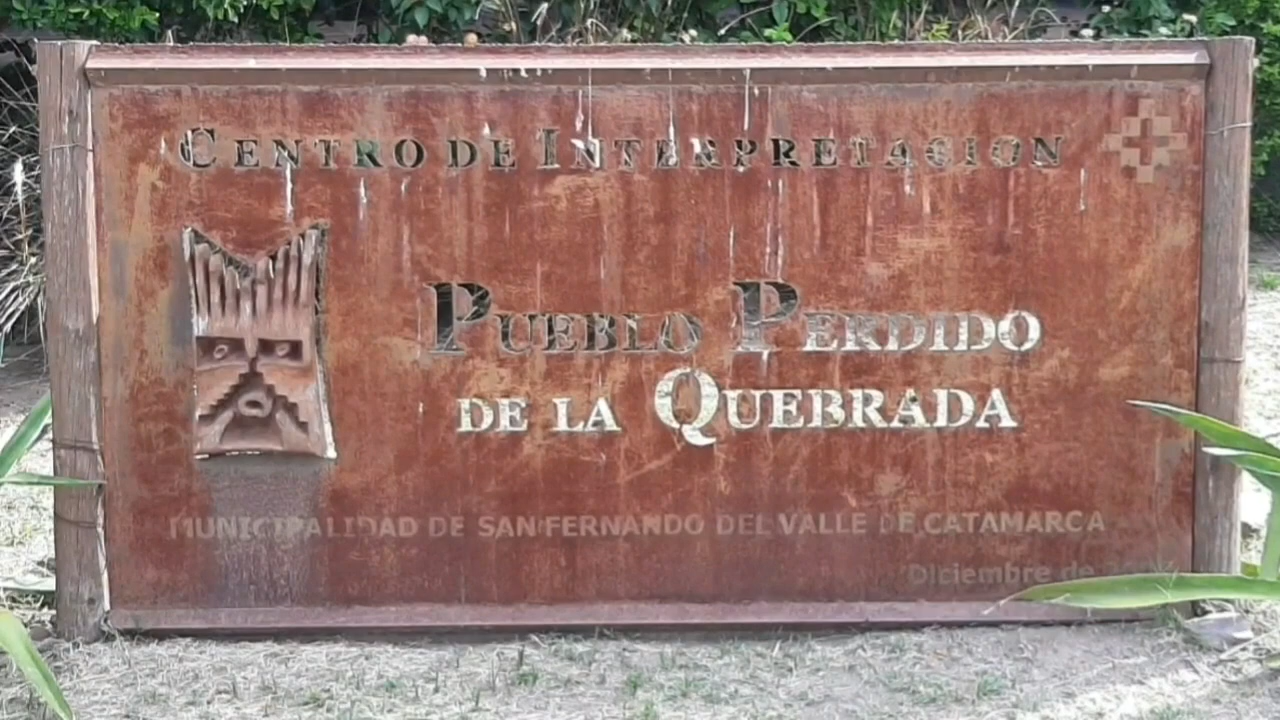 CENTRO DE INTERPRETACION
PUEBLO PERDIDO
DE LA QUEBRADA
MUNICIPALIDAD DE SAN FERNANDO DEL VALLE DE CATAMARCA
Diciembre de